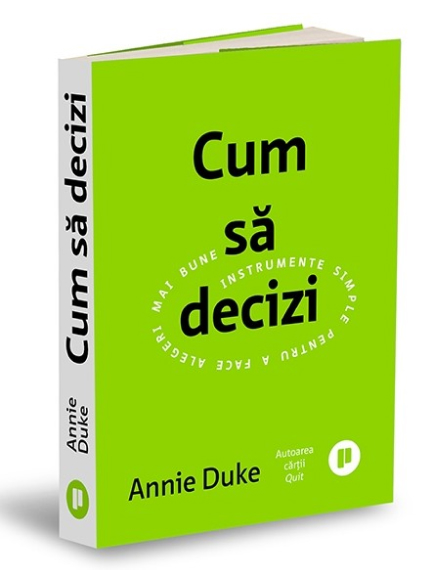 Cum
să
decizi
INSTRUMENTE SIMPLE PENTRU A FACE ALEGERI MAI BUNE
Annie Duke
Autoarea
cărții
Quit
P
Cum să decizi
Annie
Duke
P